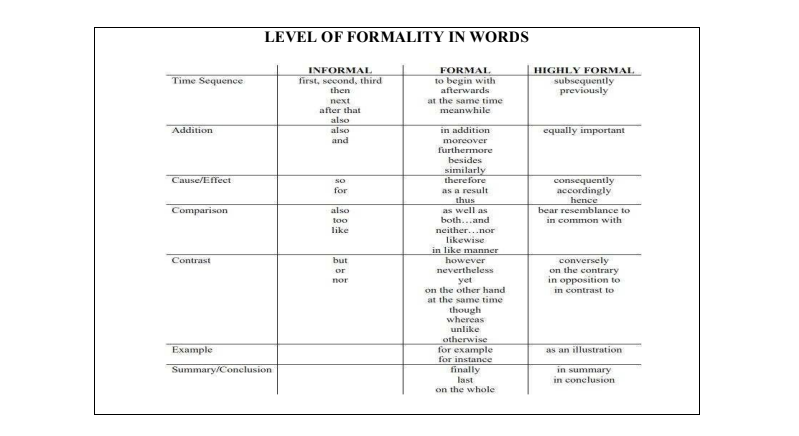 LEVEL OF FORMALITY IN WORDS
INFORMAL FORMAL HIGHLY FORMAL
Time Sequence first, second, third to begin with subsequently
then afterwards previously
next at the same time
after that meanwhile
also
Addition also in addition equally important
and moreover
furthermore
besides
similarly
Cause/Effect so therefore consequently
for as a result accordingly
thus hence
Comparison also as well as bear resemblance to
too both...and in common with
like neither...nor
likewise
in like manner
Contrast but however conversely
or nevertheless on the contrary
nor yet in opposition to
on the other hand in contrast to
at the same time
though
whereas
unlike
otherwise
Example for example as an illustration
for instance
Summary/Conclusion finally in summary
last in conclusion
on the whole